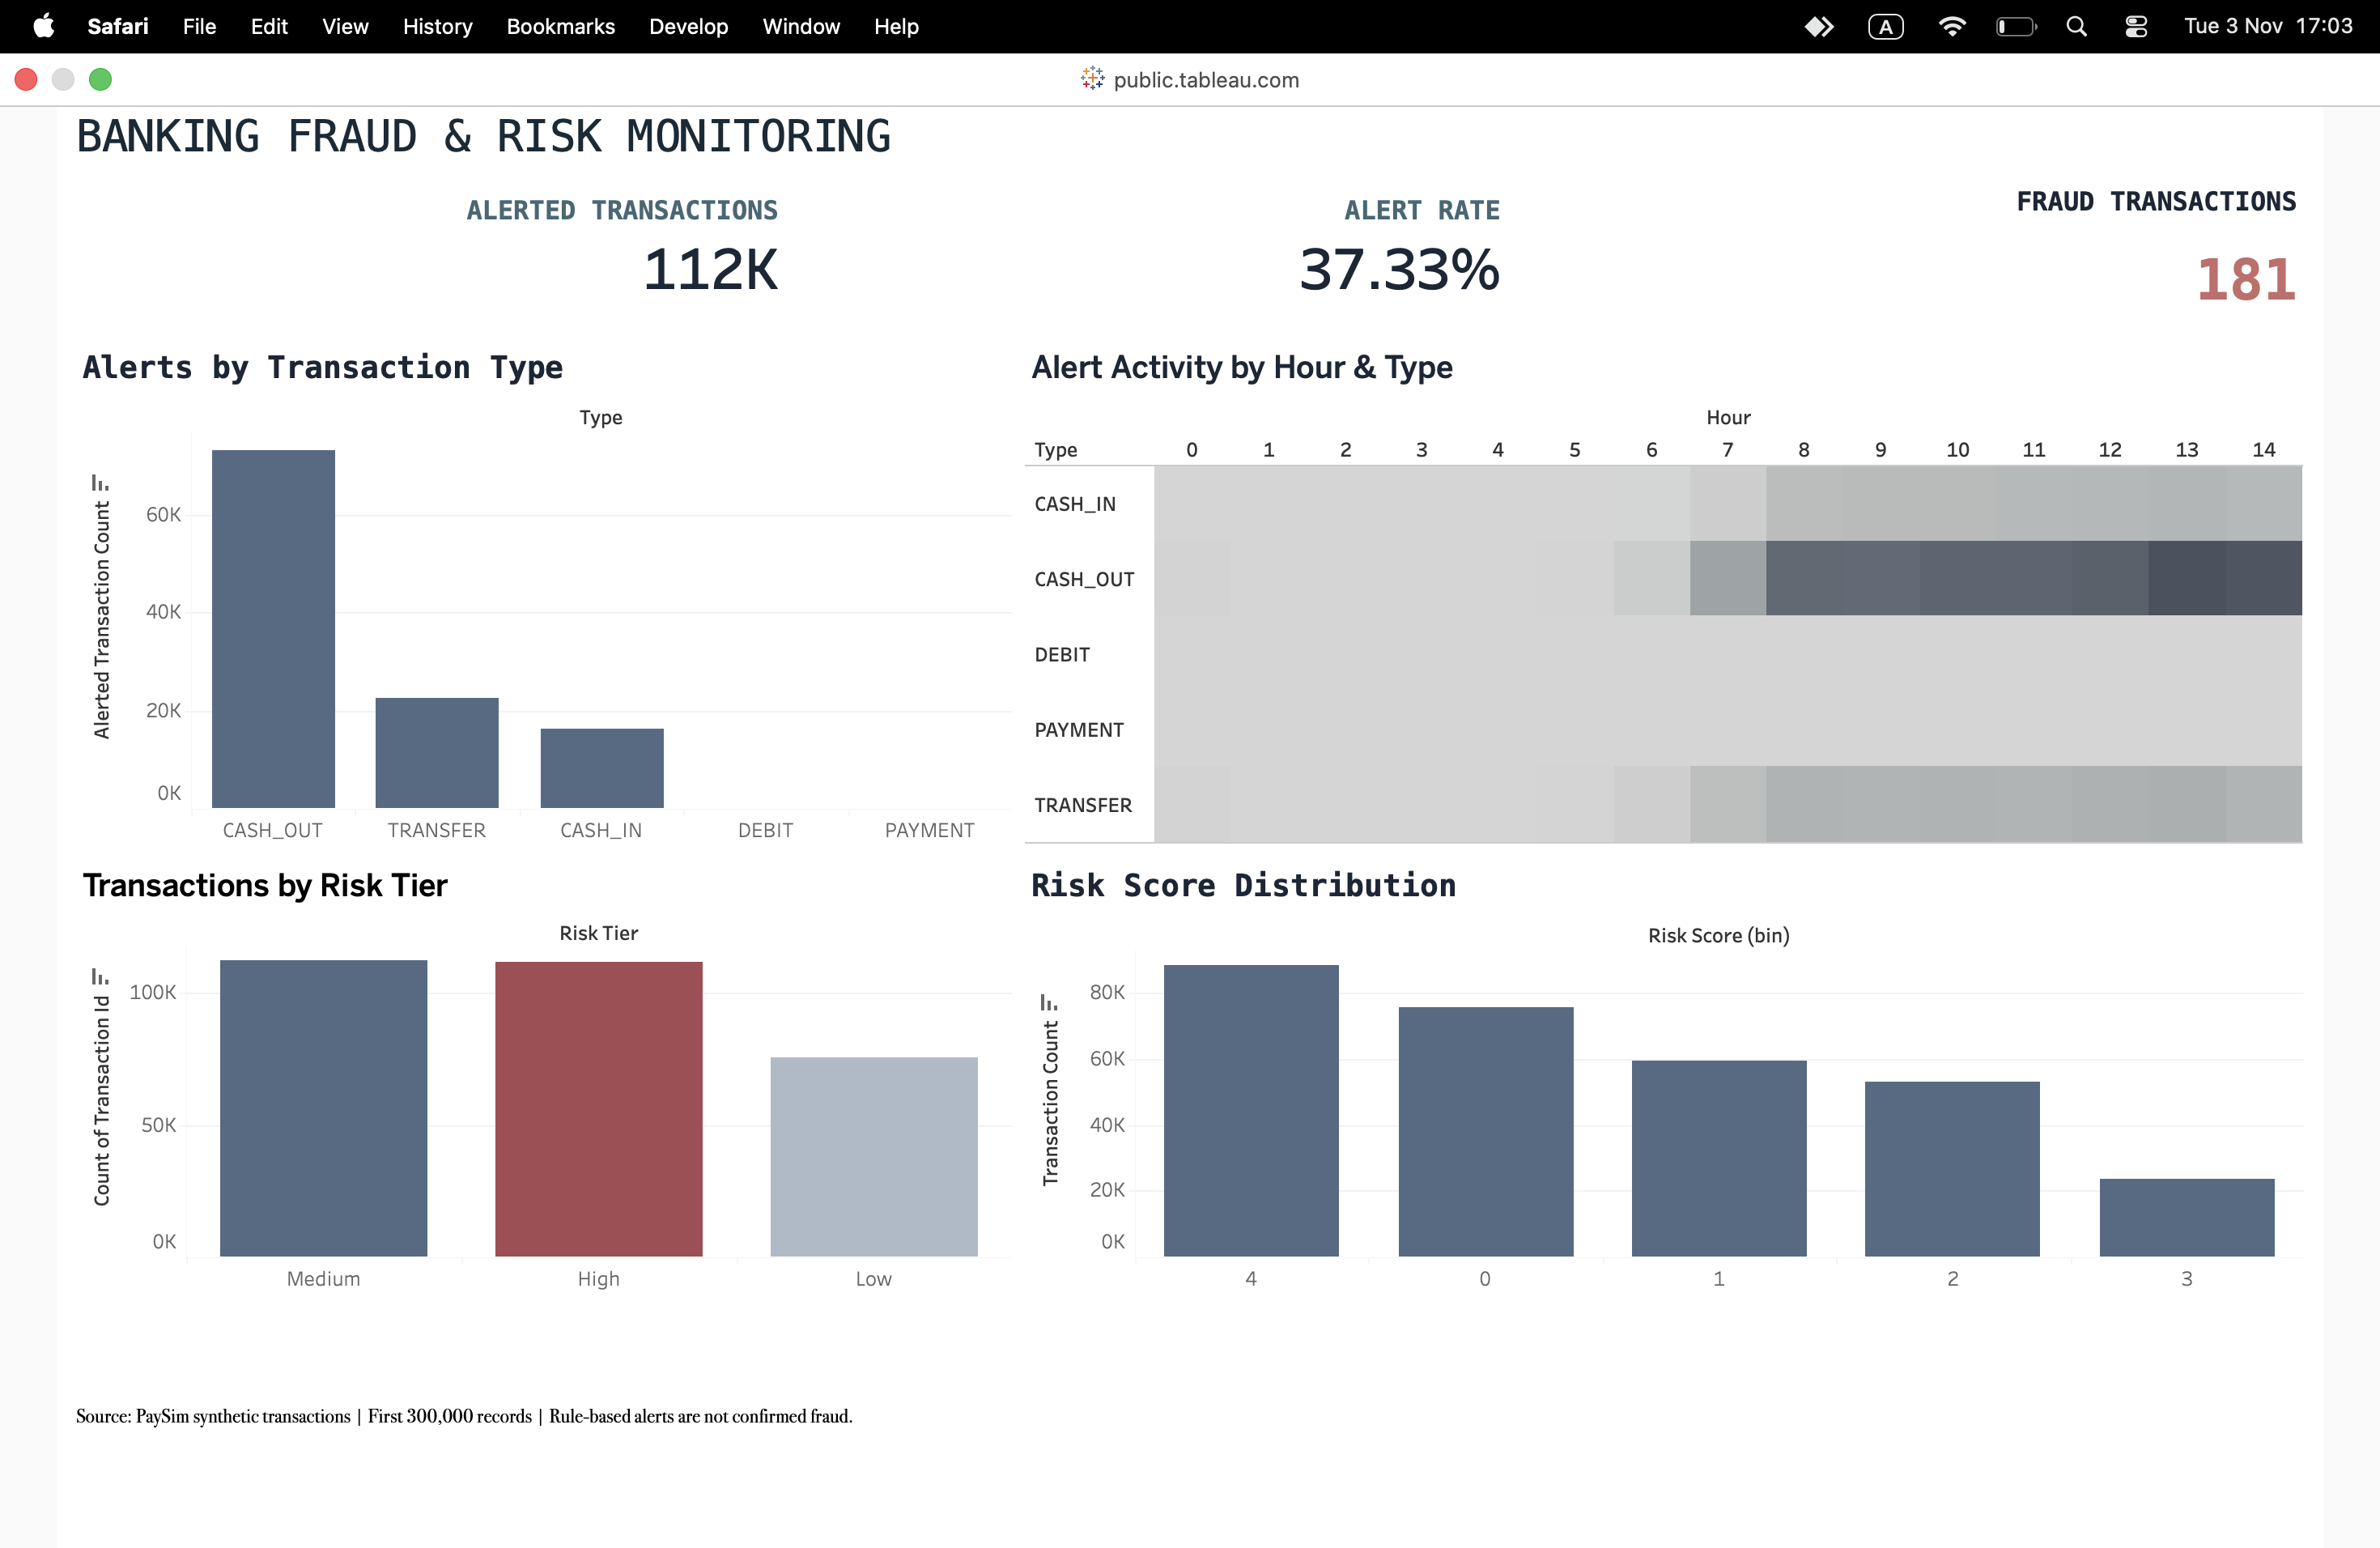 Safari File Edit View History Bookmarks Develop Window Help A Tue 3 Nov 17:03
public.tableau.com
BANKING FRAUD & RISK MONITORING
ALERTED TRANSACTIONS
112K
ALERT RATE
37.33%
FRAUD TRANSACTIONS
181
Alerts by Transaction Type
Type
Alerted Transaction Count
60K
40K
20K
0K
CASH_OUT TRANSFER CASH_IN DEBIT PAYMENT
Alert Activity by Hour & Type
Hour
Type 0 1 2 3 4 5 6 7 8 9 10 11 12 13 14
CASH_IN
CASH_OUT
DEBIT
PAYMENT
TRANSFER
Transactions by Risk Tier
Risk Tier
Count of Transaction Id
100K
50K
0K
Medium High Low
Risk Score Distribution
Risk Score (bin)
Transaction Count
80K
60K
40K
20K
0K
4 0 1 2 3
Source: PaySim synthetic transactions | First 300,000 records | Rule-based alerts are not confirmed fraud.